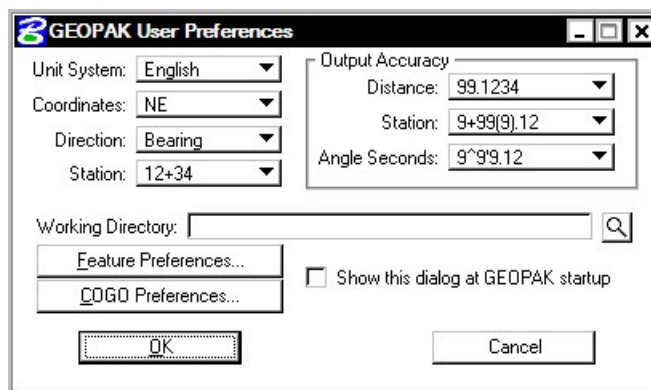 GEOPAK User Preferences
Unit System: English
Coordinates: NE
Direction: Bearing
Station: 12+34
Output Accuracy
Distance: 99.1234
Station: 9+99(9).12
Angle Seconds: 9^9'9.12
Working Directory:
Feature Preferences...
COGO Preferences...
Show this dialog at GEOPAK startup
OK
Cancel